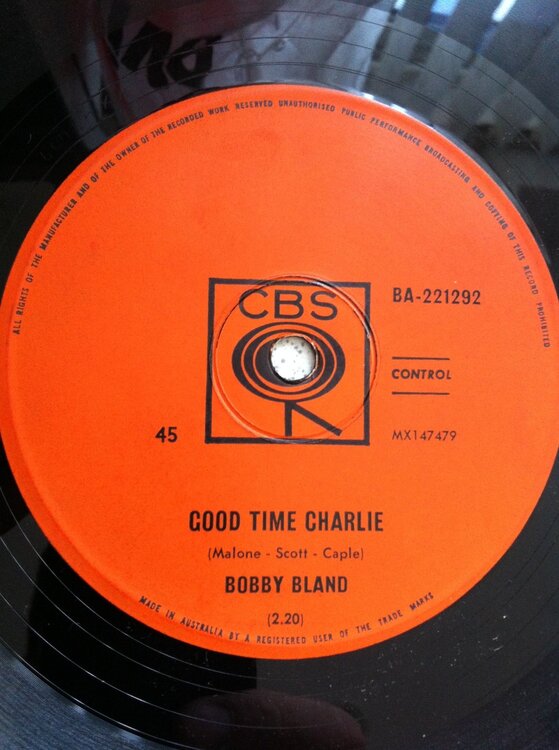 ALL RIGHTS OF THE MANUFACTURER AND OF THE OWNER OF THE RECORDED WORK RESERVED UNAUTHORISED PUBLIC PERFORMANCE BROADCASTING AND COPYING OF THIS RECORD PROHIBITED
CBS
BA-221292
CONTROL
45
MX147479
GOOD TIME CHARLIE
(Malone - Scott - Caple)
BOBBY BLAND
(2.20)
MADE IN AUSTRALIA BY A REGISTERED USER OF THE TRADE MARKS